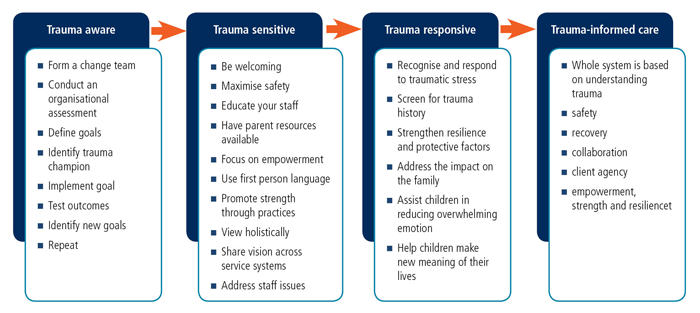 Trauma aware
Form a change team
Conduct an
organisational
assessment
Define goals
Identify trauma
champion
Implement goal
Test outcomes
Identify new goals
Repeat
Trauma sensitive
Be welcoming
Maximise safety
Educate your staff
Have parent resources
available
Focus on empowerment
Use first person language
Promote strength
through practices
View holistically
Share vision across
service systems
Address staff issues
Trauma responsive
Recognise and respond
to traumatic stress
Screen for trauma
history
Strengthen resilience
and protective factors
Address the impact on
the family
Assist children in
reducing overwhelming
emotion
Help children make
new meaning of their
lives
Trauma-informed care
Whole system is based
on understanding
trauma
safety
recovery
collaboration
client agency
empowerment,
strength and resiliencet